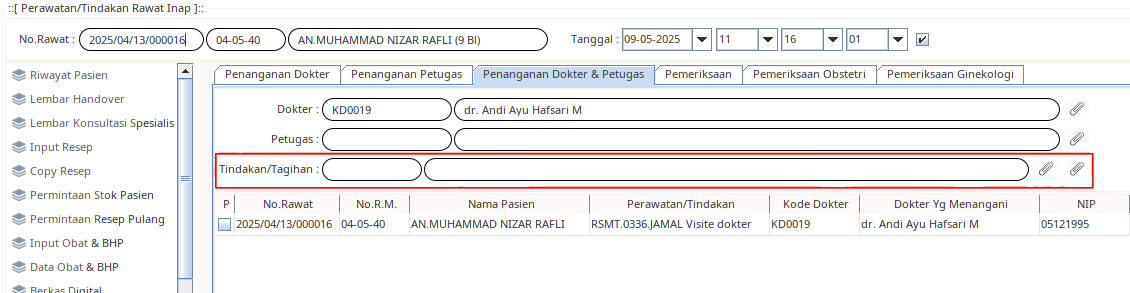 ::[ Perawatan/Tindakan Rawat Inap ]::
No.Rawat : 2025/04/13/000016 04-05-40 AN.MUHAMMAD NIZAR RAFLI (9 Bl) Tanggal : 09-05-2025 11 16 01
Riwayat Pasien
Lembar Handover
Lembar Konsultasi Spesialis
Input Resep
Copy Resep
Permintaan Stok Pasien
Permintaan Resep Pulang
Input Obat & BHP
Data Obat & BHP
Berkas Digital
Penanganan Dokter Penanganan Petugas Penanganan Dokter & Petugas Pemeriksaan Pemeriksaan Obstetri Pemeriksaan Ginekologi
Dokter : KD0019 dr. Andi Ayu Hafsari M
Petugas :
Tindakan/Tagihan :
P No.Rawat No.R.M. Nama Pasien Perawatan/Tindakan Kode Dokter Dokter Yg Menangani NIP
2025/04/13/000016 04-05-40 AN.MUHAMMAD NIZAR RAFLI RSMT.0336.JAMAL Visite dokter KD0019 dr. Andi Ayu Hafsari M 05121995